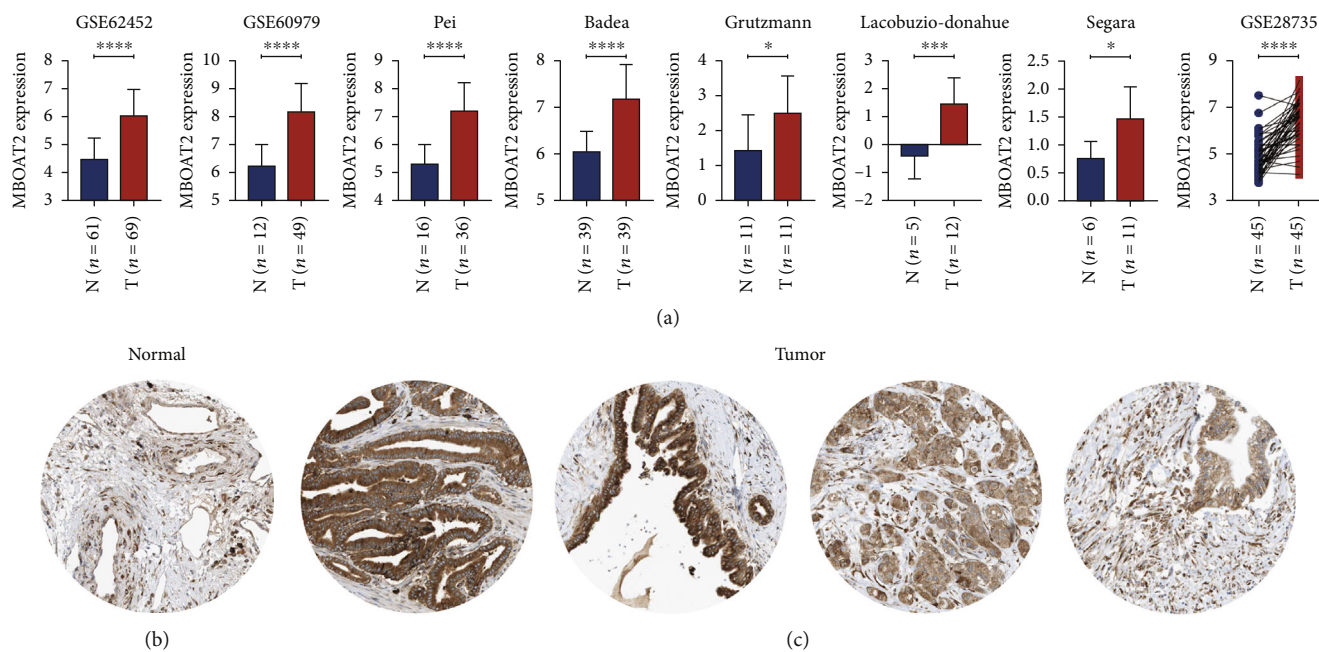 GSE62452
****
MBOAT2 expression
8
7
6
5
4
3
N (n = 61)
T (n = 69)
GSE60979
****
MBOAT2 expression
10
9
8
7
6
5
N (n = 12)
T (n = 49)
Pei
****
MBOAT2 expression
9
8
7
6
5
4
N (n = 16)
T (n = 36)
Badea
****
MBOAT2 expression
8
7
6
5
N (n = 39)
T (n = 39)
Grutzmann
*
MBOAT2 expression
4
3
2
1
0
N (n = 11)
T (n = 11)
Lacobuzio-donahue
***
MBOAT2 expression
3
2
1
0
−1
−2
N (n = 5)
T (n = 12)
Segara
*
MBOAT2 expression
2.5
2.0
1.5
1.0
0.5
0.0
N (n = 6)
T (n = 11)
GSE28735
****
MBOAT2 expression
9
7
5
3
N (n = 45)
T (n = 45)
(a)
Normal
Tumor
(b)
(c)